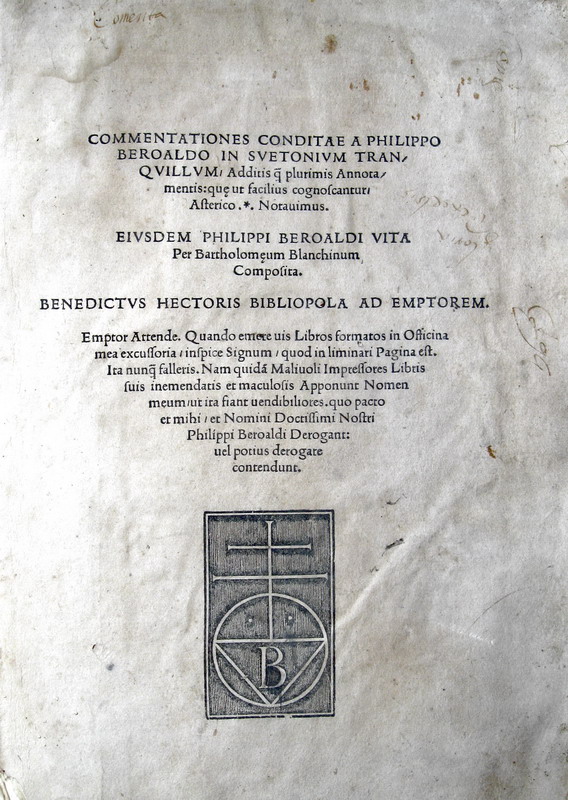 COMMENTATIONES CONDITAE A PHILIPPO
BEROALDO IN SVETONIVM TRAN/
QVILLVM/ Additis q̃ plurimis Annota/
mentis:quę ut facilius cognoſcantur/
Aſterico .*. Notauimus.
EIVSDEM PHILIPPI BEROALDI VITA
Per Bartholomęum Blanchinum
Compoſita.
BENEDICTVS HECTORIS BIBLIOPOLA AD EMPTOREM.
Emptor Attende. Quando emere uis Libros formatos in Officina
mea excuſſoria / inſpice Signum / quod in liminari Pagina eſt.
Ita nunq̃ falleris. Nam quidā Maliuoli Impreſſores Libris
ſuis inemendatis et maculoſis Apponunt Nomen
meum/ut ita fiant uendibiliores.quo pacto
et mihi / et Nomini Doctiſſimi Noſtri
Philippi Beroaldi Derogant:
uel potius derogare
contendunt.
B